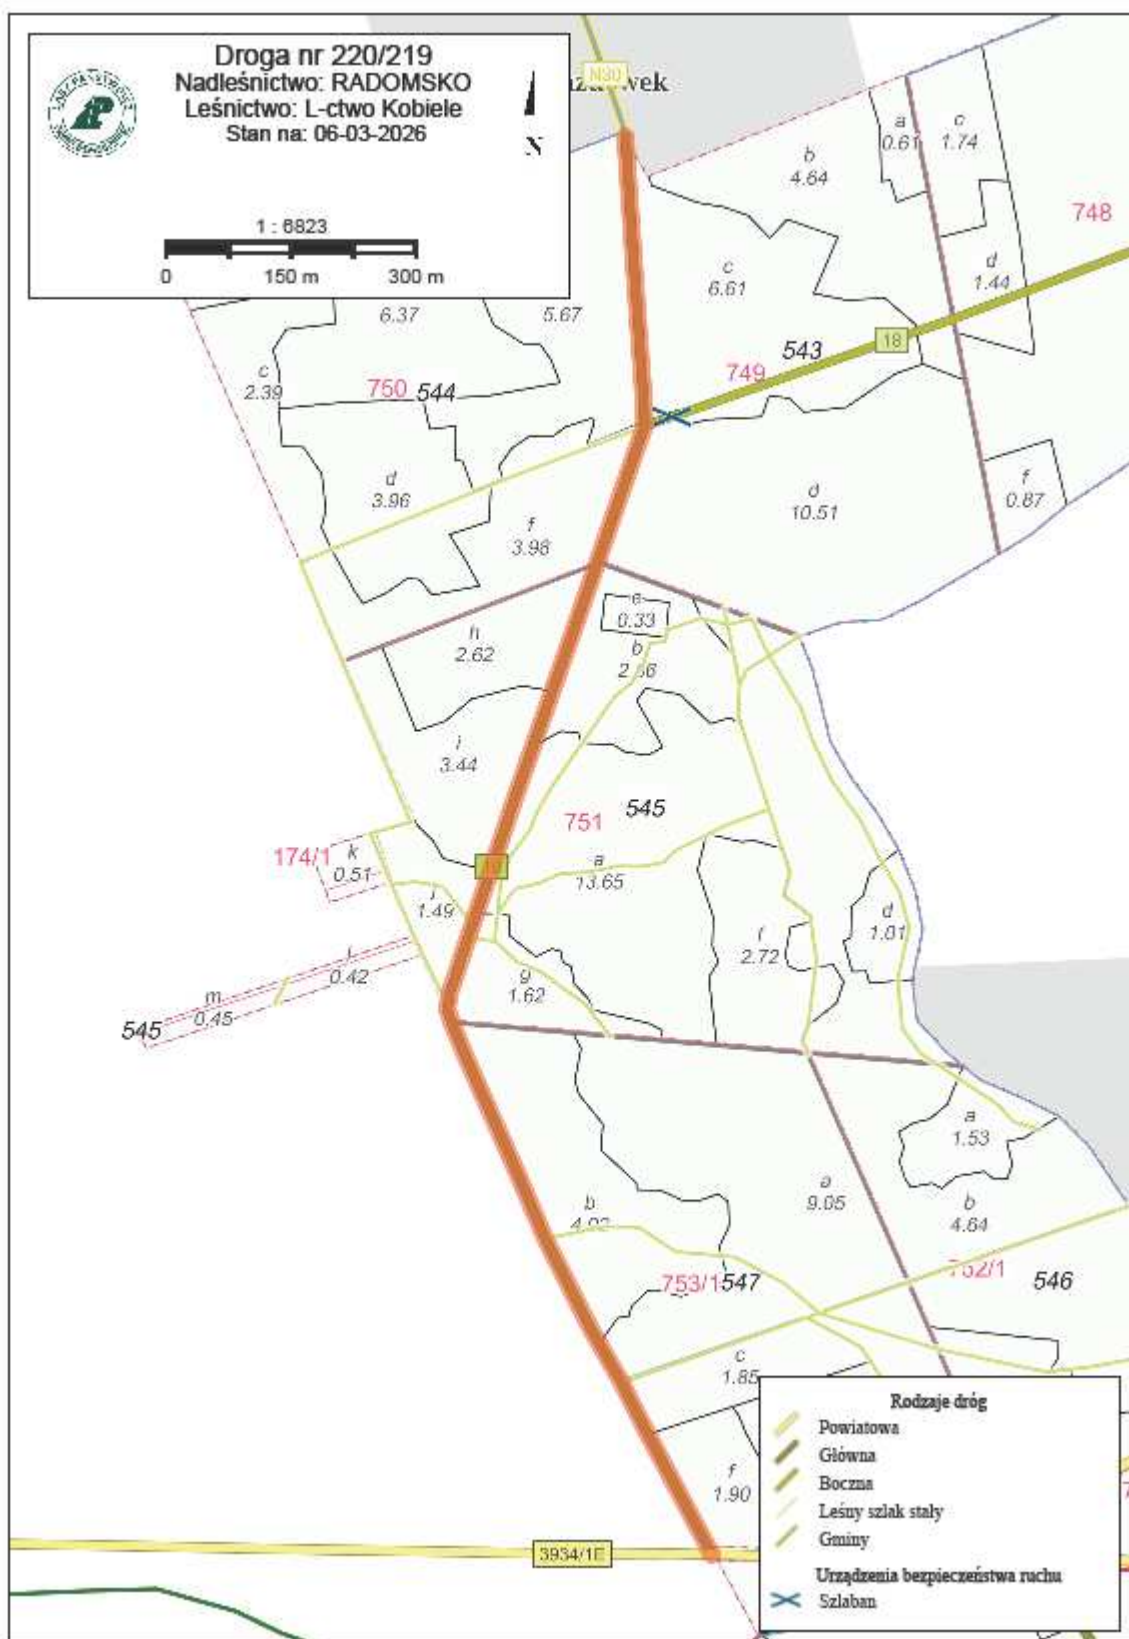 Droga nr 220/219
Nadleśnictwo: RADOMSKO
Leśnictwo: L-ctwo Kobiele
Stan na: 06-03-2026
N
1 : 6823
0 150 m 300 m
N30
a
0.61
c
1.74
b
4.64
748
c
6.61
d
1.44
6.37
5.67
18
543
749
c
2.39
750
544
d
3.96
f
3.98
d
10.51
f
0.87
e
0.33
h
2.62
b
i
3.44
545
751
174/1
k
0.51
a
13.65
j
1.49
d
1.01
f
2.72
l
0.42
g
1.62
m
0.45
545
a
1.53
a
9.05
b
4.64
b
753/1
547
752/1
546
c
1.85
f
1.90
3934/1E
Rodzaje dróg
Powiatowa
Główna
Boczna
Leśny szlak stały
Gminy
Urządzenia bezpieczeństwa ruchu
Szlaban